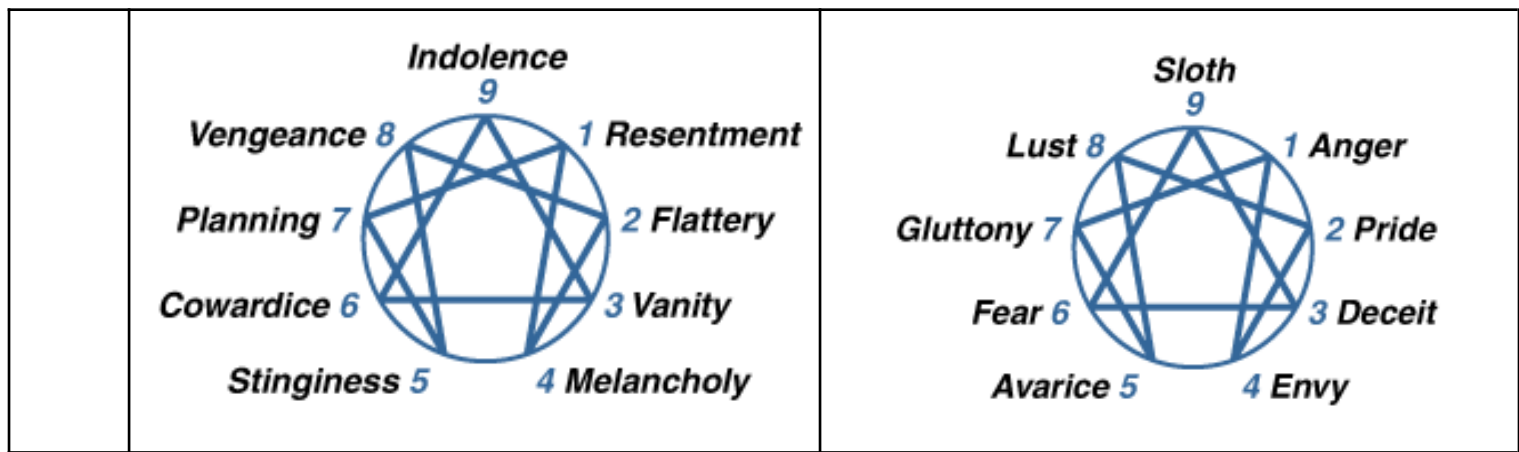 Indolence
9
Vengeance 8
1 Resentment
Planning 7
2 Flattery
Cowardice 6
3 Vanity
Stinginess 5
4 Melancholy
Sloth
9
Lust 8
1 Anger
Gluttony 7
2 Pride
Fear 6
3 Deceit
Avarice 5
4 Envy